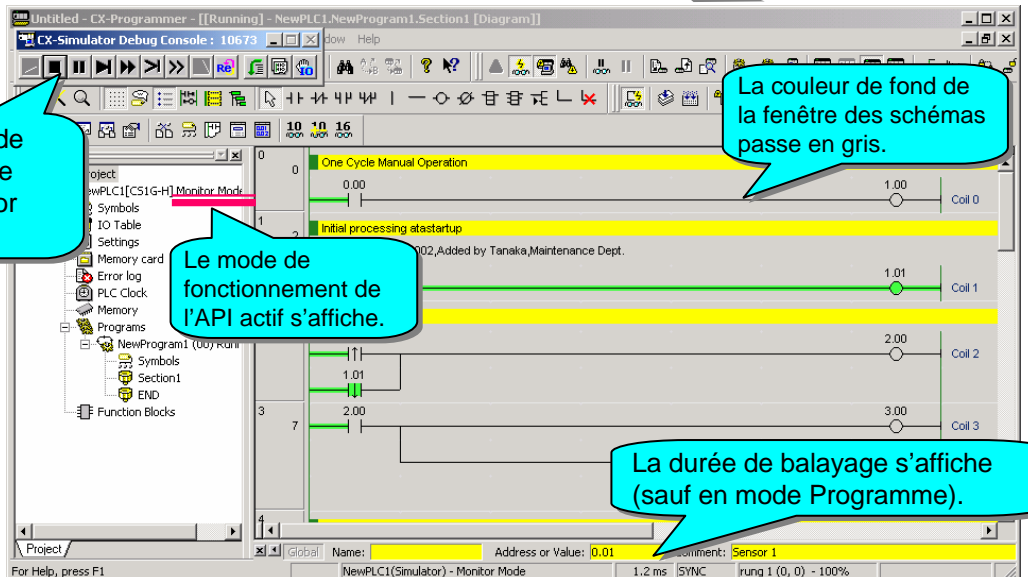 Untitled - CX-Programmer - [[Running] - NewPLC1.NewProgram1.Section1 [Diagram]]
CX-Simulator Debug Console : 10673
dow Help
La couleur de fond de
la fenêtre des schémas
passe en gris.
10 10 16
de
e
or
oject
ewPLC1[CS1G-H] Monitor Mode
Symbols
IO Table
Settings
Memory card
Error log
PLC Clock
Memory
Programs
NewProgram1 (00) Runn
Symbols
Section1
END
Function Blocks
Project
0
0
One Cycle Manual Operation
0.00
1.00
Coil 0
1
2
Initial processing atastartup
002,Added by Tanaka,Maintenance Dept.
1.01
Coil 1
Le mode de
fonctionnement de
l'API actif s'affiche.
2.00
Coil 2
1.01
3
7
2.00
3.00
Coil 3
La durée de balayage s'affiche
(sauf en mode Programme).
4
Global Name: Address or Value: 0.01 Comment: Sensor 1
For Help, press F1
NewPLC1(Simulator) - Monitor Mode
1.2 ms
SYNC
rung 1 (0, 0) - 100%